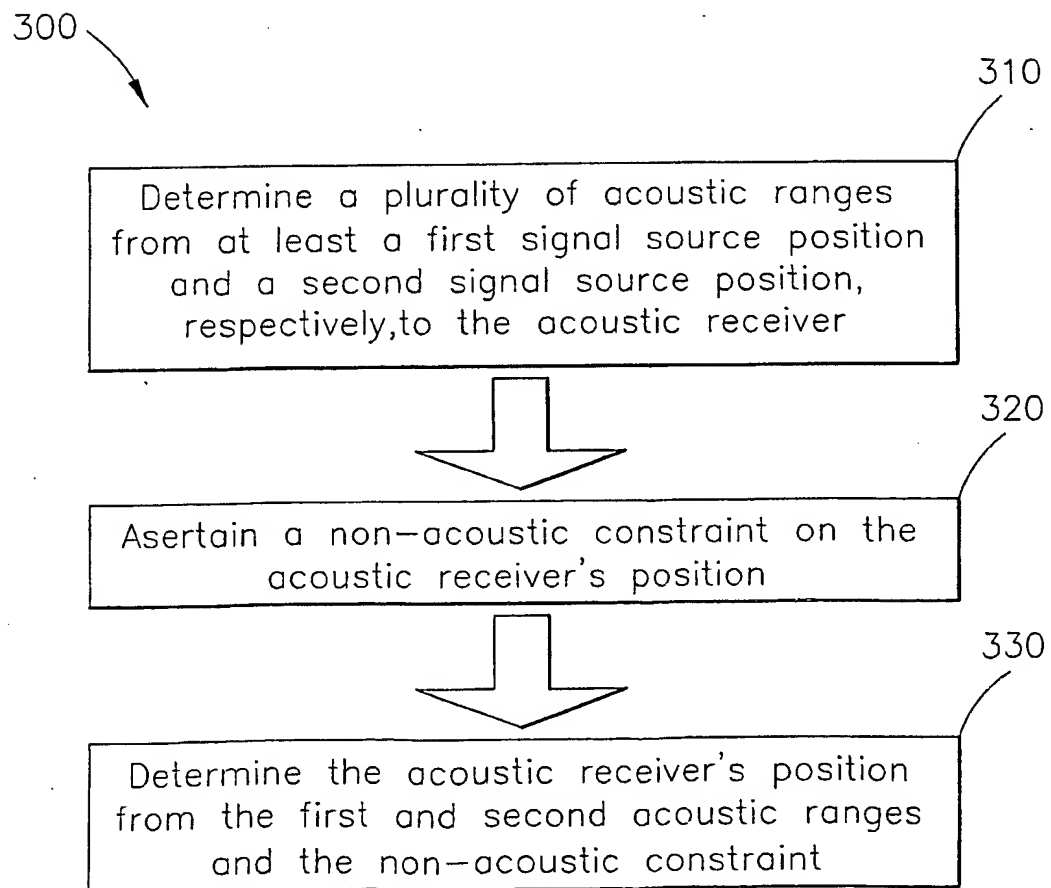 300
310
Determine a plurality of acoustic ranges
from at least a first signal source position
and a second signal source position,
respectively,to the acoustic receiver
320
Asertain a non-acoustic constraint on the
acoustic receiver's position
330
Determine the acoustic receiver's position
from the first and second acoustic ranges
and the non-acoustic constraint